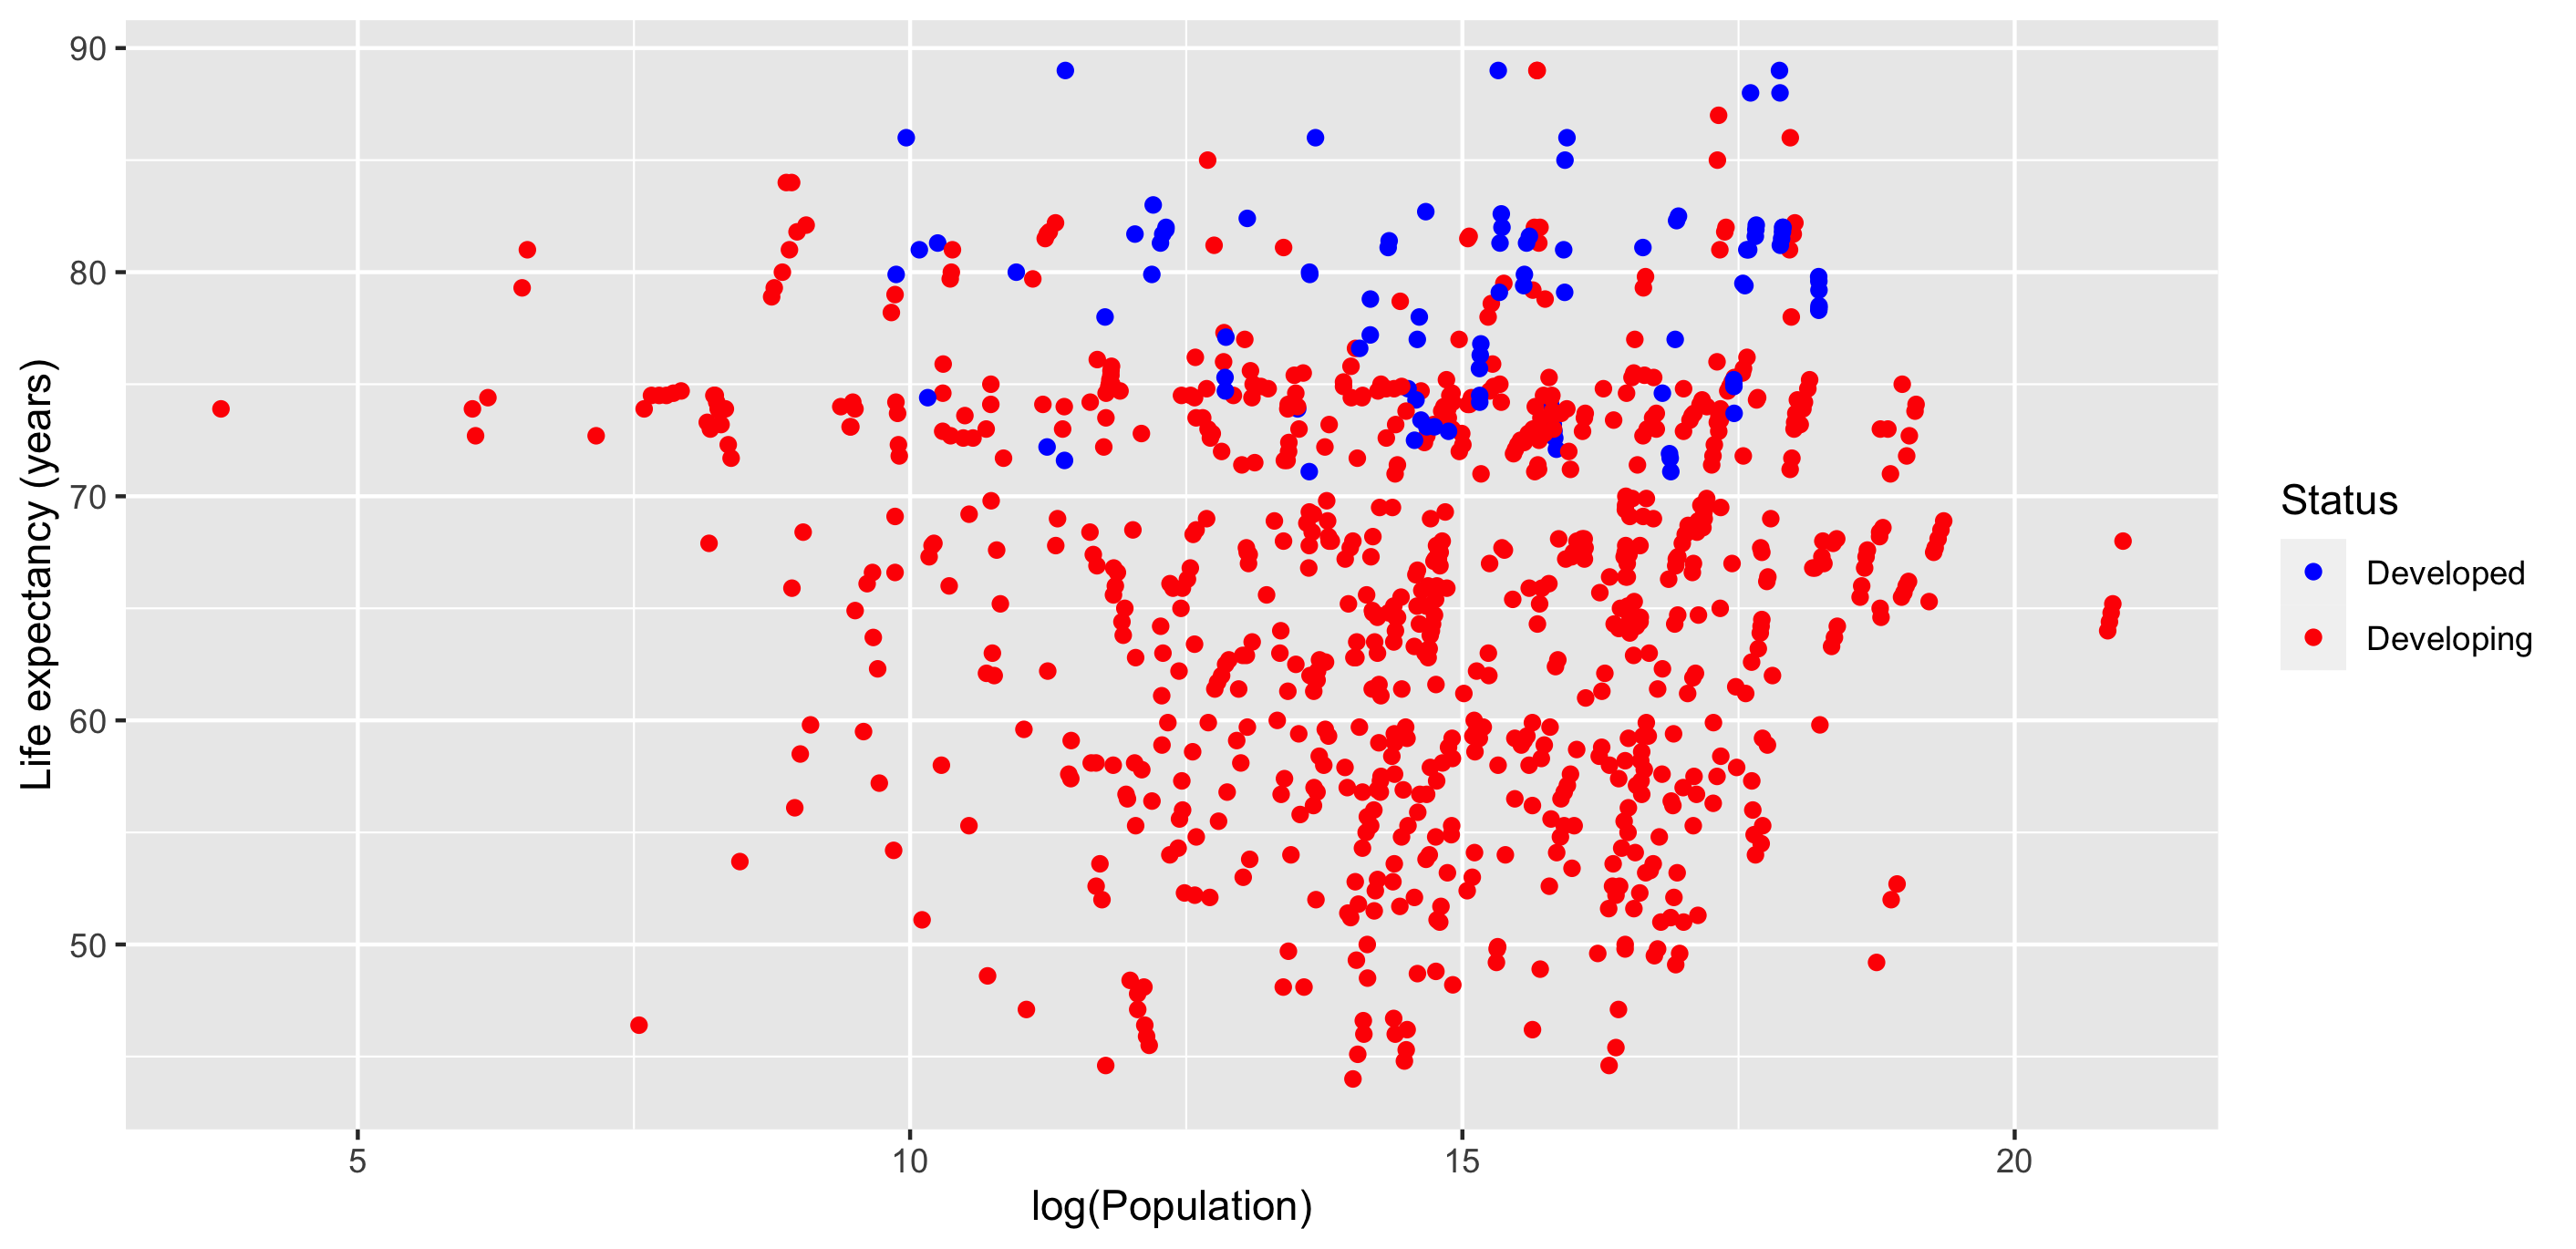 90
80
70
60
50
Life expectancy (years)
5
10
15
20
log(Population)
Status
Developed
Developing